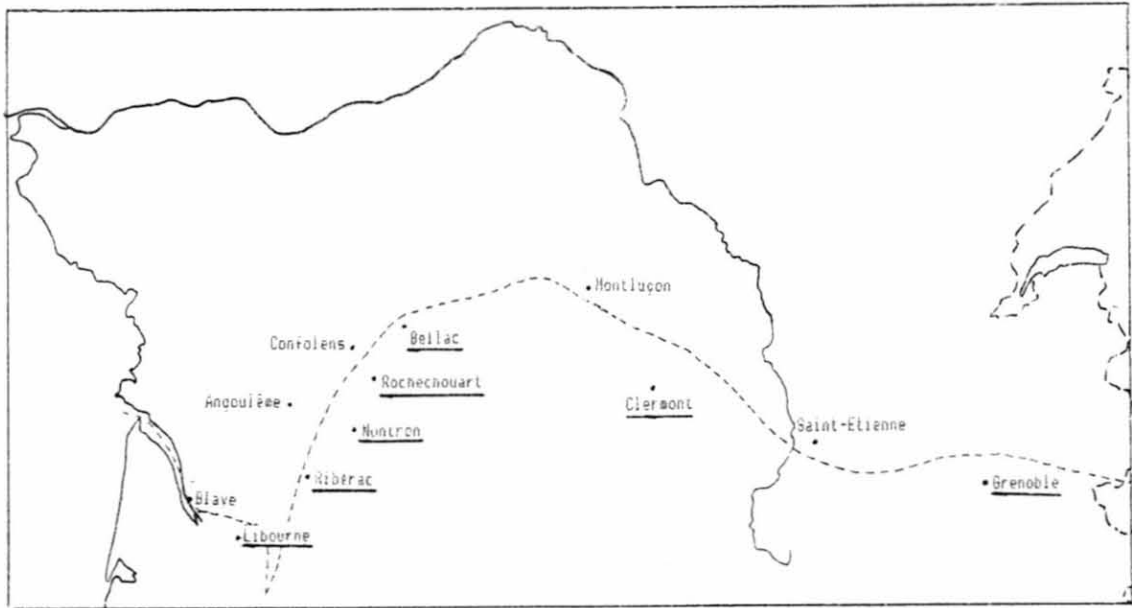 Montluçon
Bellac
Confolens
Rochechouart
Angoulême
Clermont
Nontron
Saint-Etienne
Ribérac
Grenoble
Blaye
Libourne